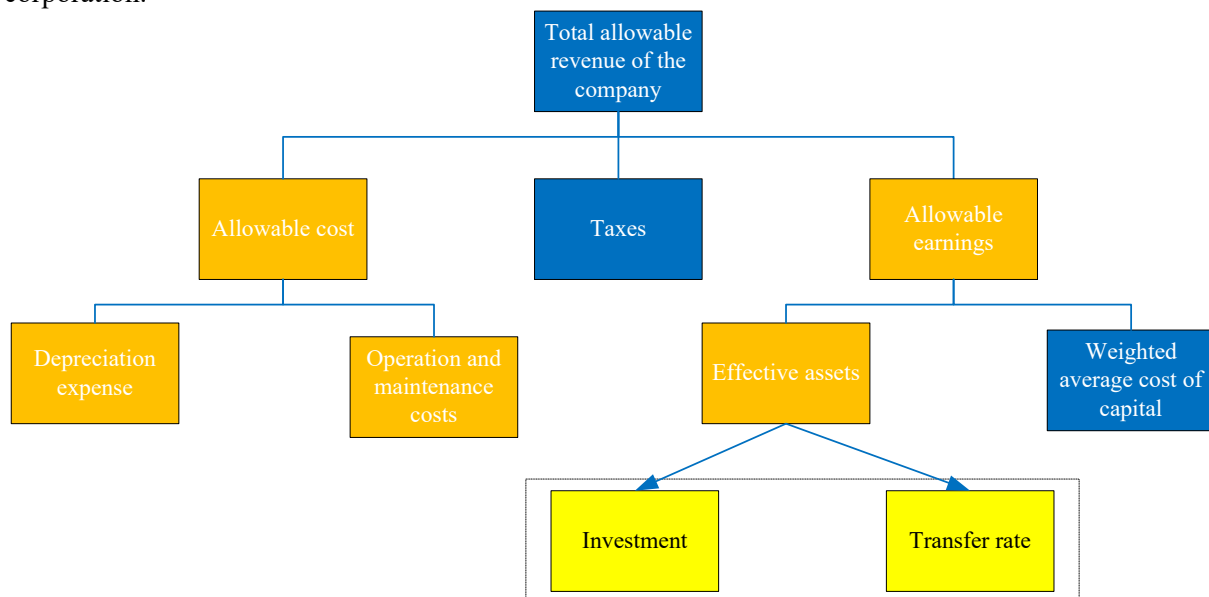 corporation.
Total allowable
revenue of the
company
Allowable cost
Taxes
Allowable
earnings
Depreciation
expense
Operation and
maintenance
costs
Effective assets
Weighted
average cost of
capital
Investment
Transfer rate